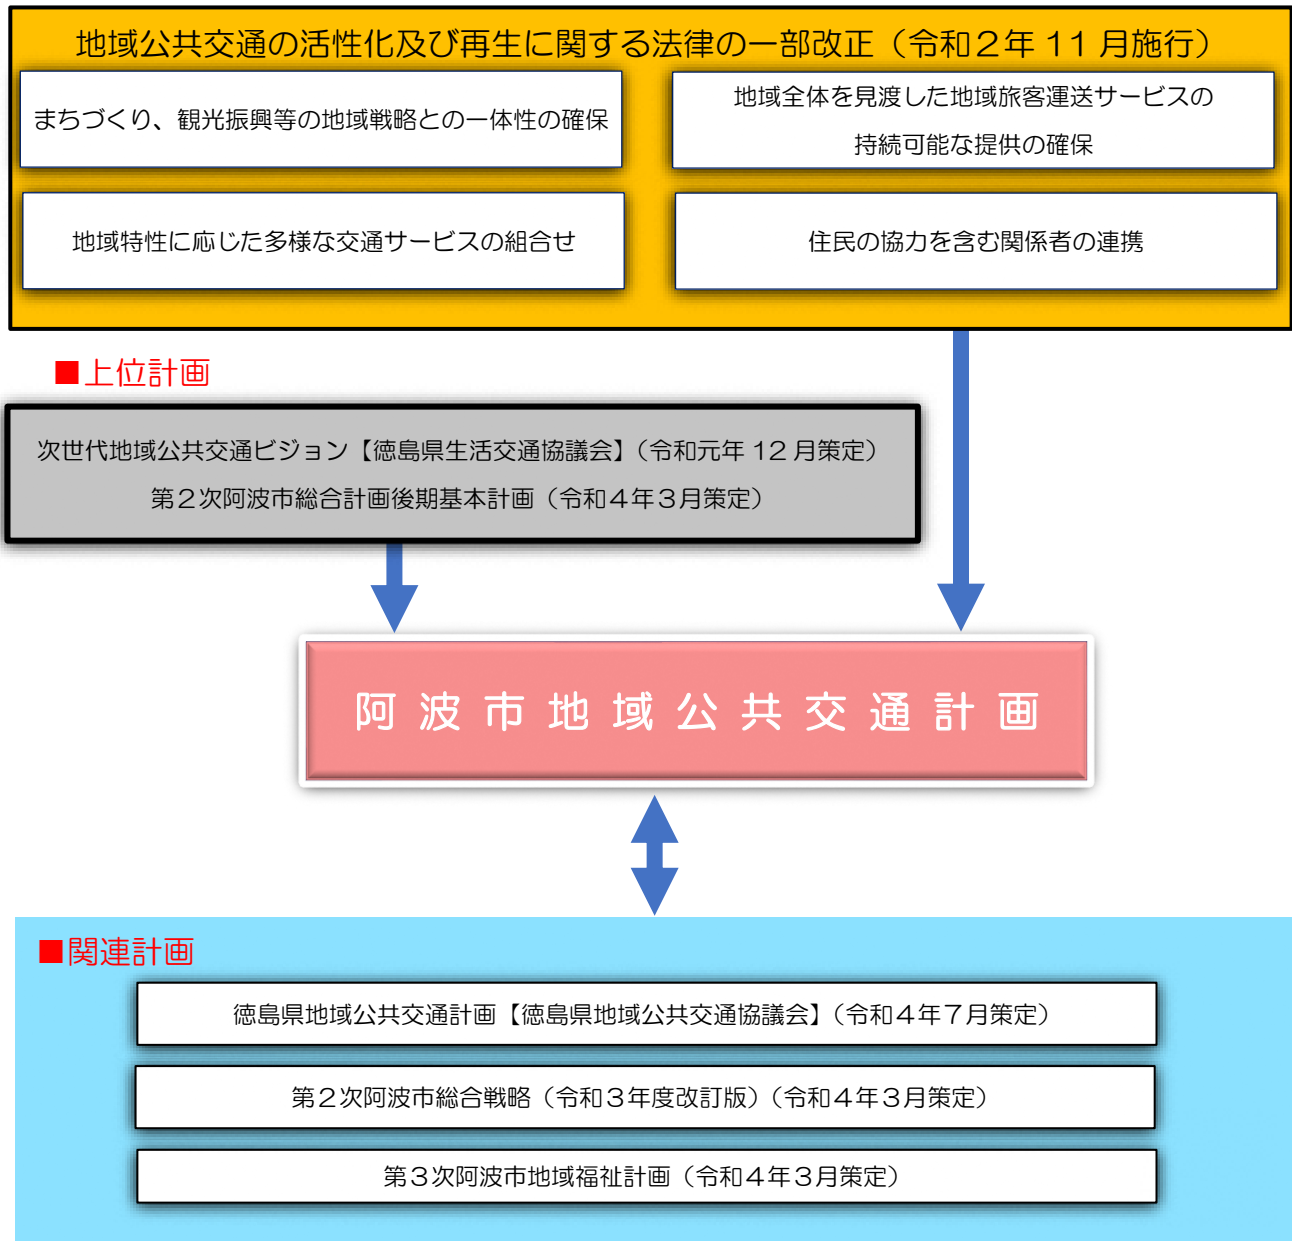 地域公共交通の活性化及び再生に関する法律の一部改正（令和２年 11 月施行）
まちづくり、観光振興等の地域戦略との一体性の確保
地域全体を見渡した地域旅客運送サービスの
持続可能な提供の確保
地域特性に応じた多様な交通サービスの組合せ
住民の協力を含む関係者の連携
■上位計画
次世代地域公共交通ビジョン【徳島県生活交通協議会】（令和元年 12 月策定）
第２次阿波市総合計画後期基本計画（令和４年３月策定）
阿波市地域公共交通計画
■関連計画
徳島県地域公共交通計画【徳島県地域公共交通協議会】（令和４年７月策定）
第２次阿波市総合戦略（令和３年度改訂版）（令和４年３月策定）
第３次阿波市地域福祉計画（令和４年３月策定）